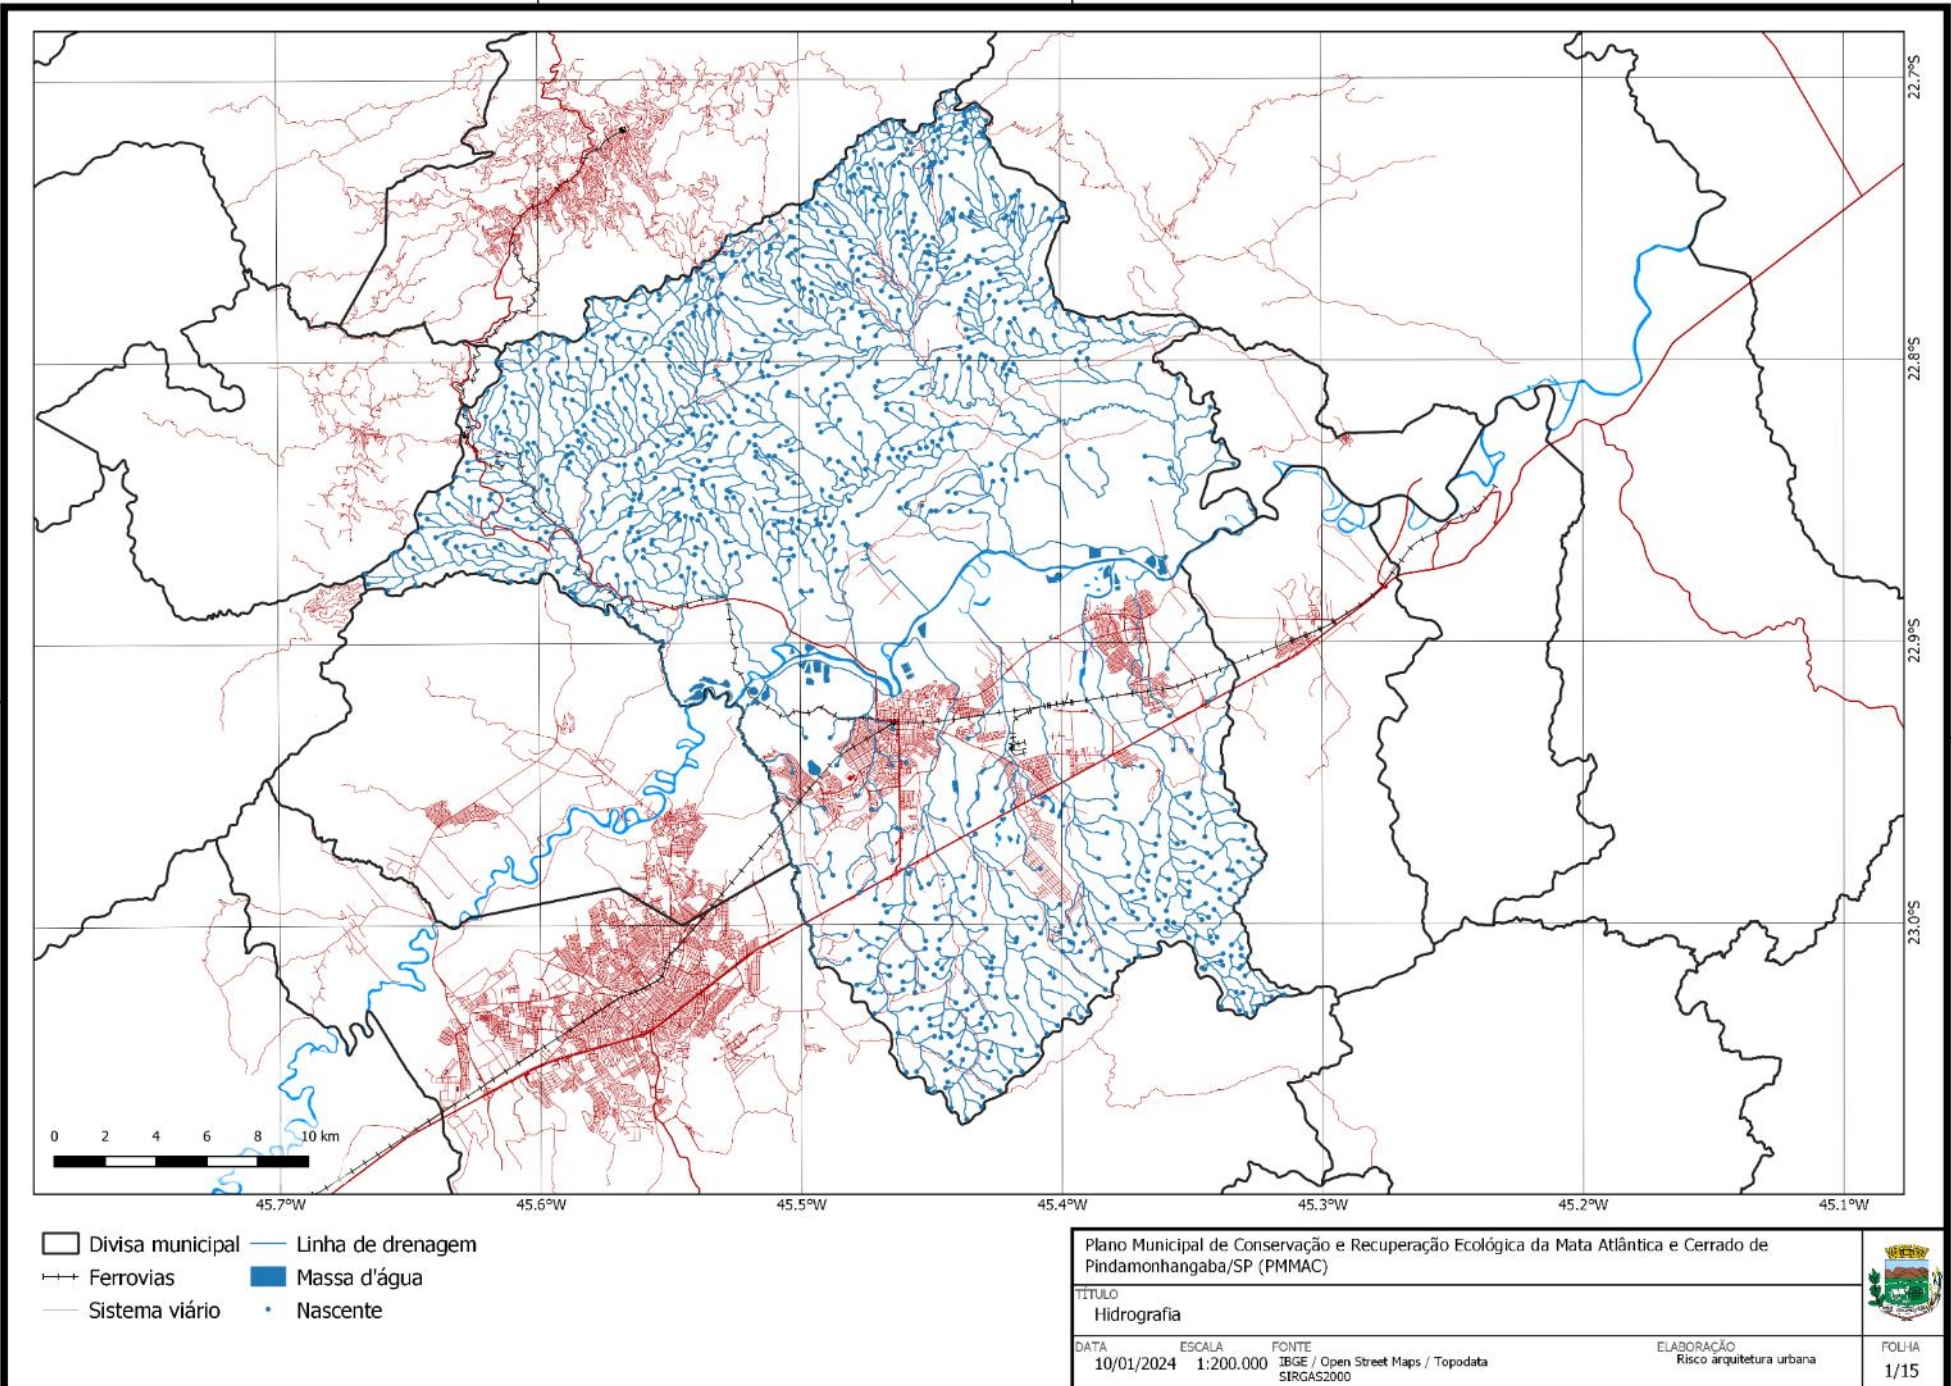 22.7°S
22.8°S
22.9°S
23.0°S
0 2 4 6 8 10 km
45.7°W 45.6°W 45.5°W 45.4°W 45.3°W 45.2°W 45.1°W
Divisa municipal
Linha de drenagem
Ferrovias
Massa d'água
Sistema viário
Nascente
Plano Municipal de Conservação e Recuperação Ecológica da Mata Atlântica e Cerrado de
Pindamonhangaba/SP (PMMAC)
TÍTULO
Hidrografia
DATA ESCALA FONTE ELABORAÇÃO FOLHA
10/01/2024 1:200.000 IBGE / Open Street Maps / Topodata Risco arquitetura urbana 1/15
SIRGAS2000